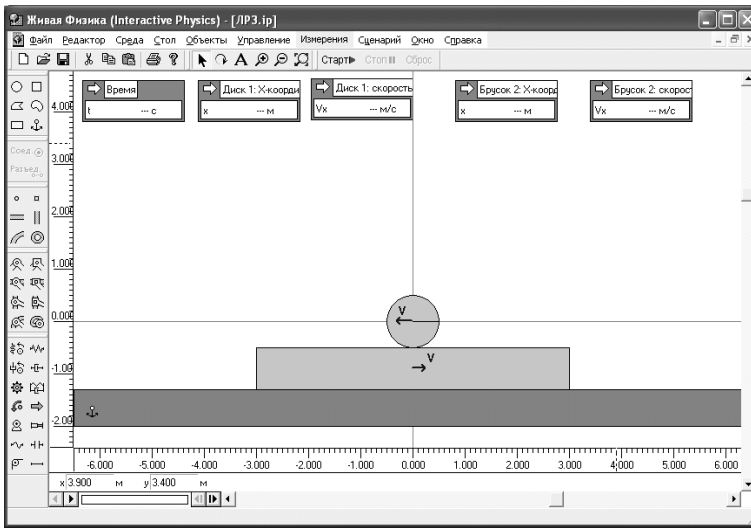 Живая Физика (Interactive Physics) - [ЛР3.ip]
Файл Редактор Среда Стол Объекты Управление Измерения Сценарий Окно Справка
Старт Стоп Сброс
Время
t --- с
Диск 1: X-коорди
x --- м
Диск 1: скорость
Vx --- м/с
Брусок 2: X-коорд
x --- м
Брусок 2: скорост
Vx --- м/с
Соед.
Разъед.
4.000
3.000
2.000
1.000
0.000
-1.000
-2.000
V
V
-6.000 -5.000 -4.000 -3.000 -2.000 -1.000 0.000 1.000 2.000 3.000 4.000 5.000 6.000
x 3.900 м y 3.400 м